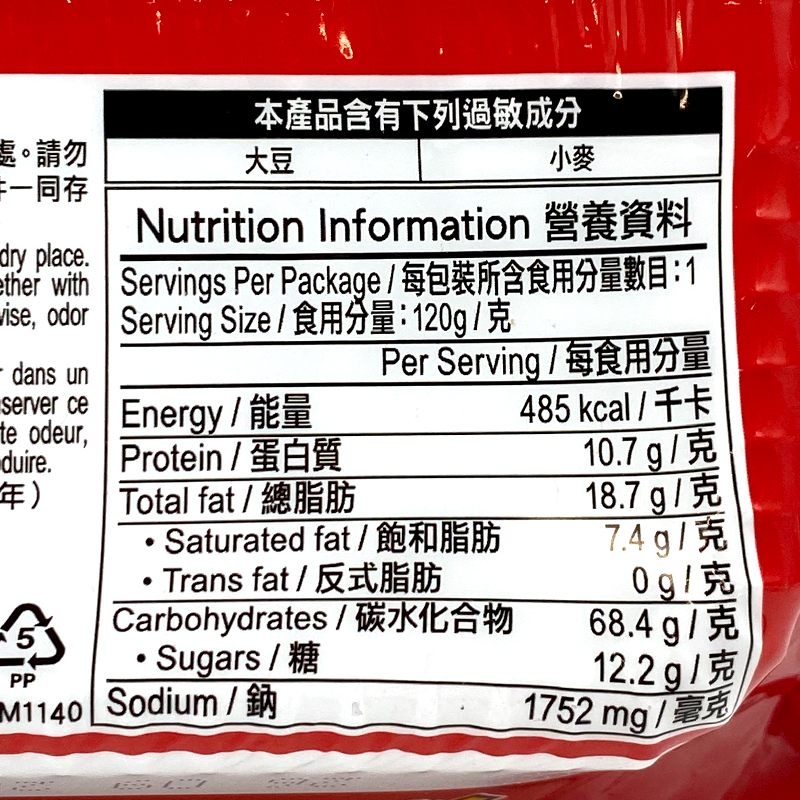 處。請勿
一同存
dry place.
ether with
wise, odor
dans un
nserver ce
te odeur,
duire.
年）
5
PP
M1140
本產品含有下列過敏成分
大豆 小麥
Nutrition Information 營養資料
Servings Per Package / 每包裝所含食用分量數目：1
Serving Size / 食用分量：120g / 克
Per Serving / 每食用分量
Energy / 能量 485 kcal / 千卡
Protein / 蛋白質 10.7 g / 克
Total fat / 總脂肪 18.7 g / 克
• Saturated fat / 飽和脂肪 7.4 g / 克
• Trans fat / 反式脂肪 0 g / 克
Carbohydrates / 碳水化合物 68.4 g / 克
• Sugars / 糖 12.2 g / 克
Sodium / 鈉 1752 mg / 毫克